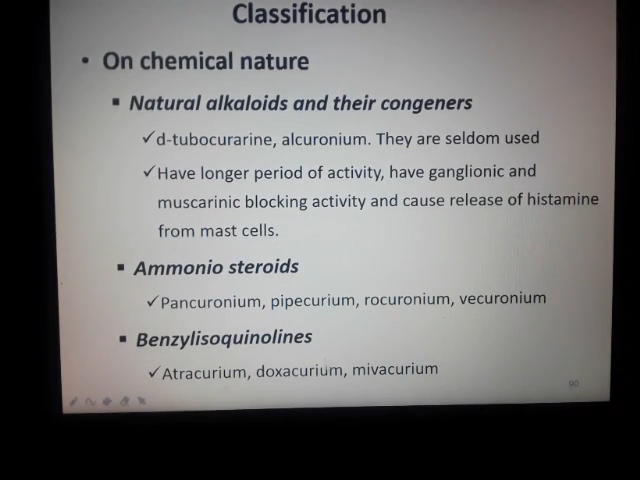 Classification
• On chemical nature
▪ Natural alkaloids and their congeners
✓d-tubocurarine, alcuronium. They are seldom used
✓Have longer period of activity, have ganglionic and
muscarinic blocking activity and cause release of histamine
from mast cells.
▪ Ammonio steroids
✓Pancuronium, pipecurium, rocuronium, vecuronium
▪ Benzylisoquinolines
✓Atracurium, doxacurium, mivacurium
90